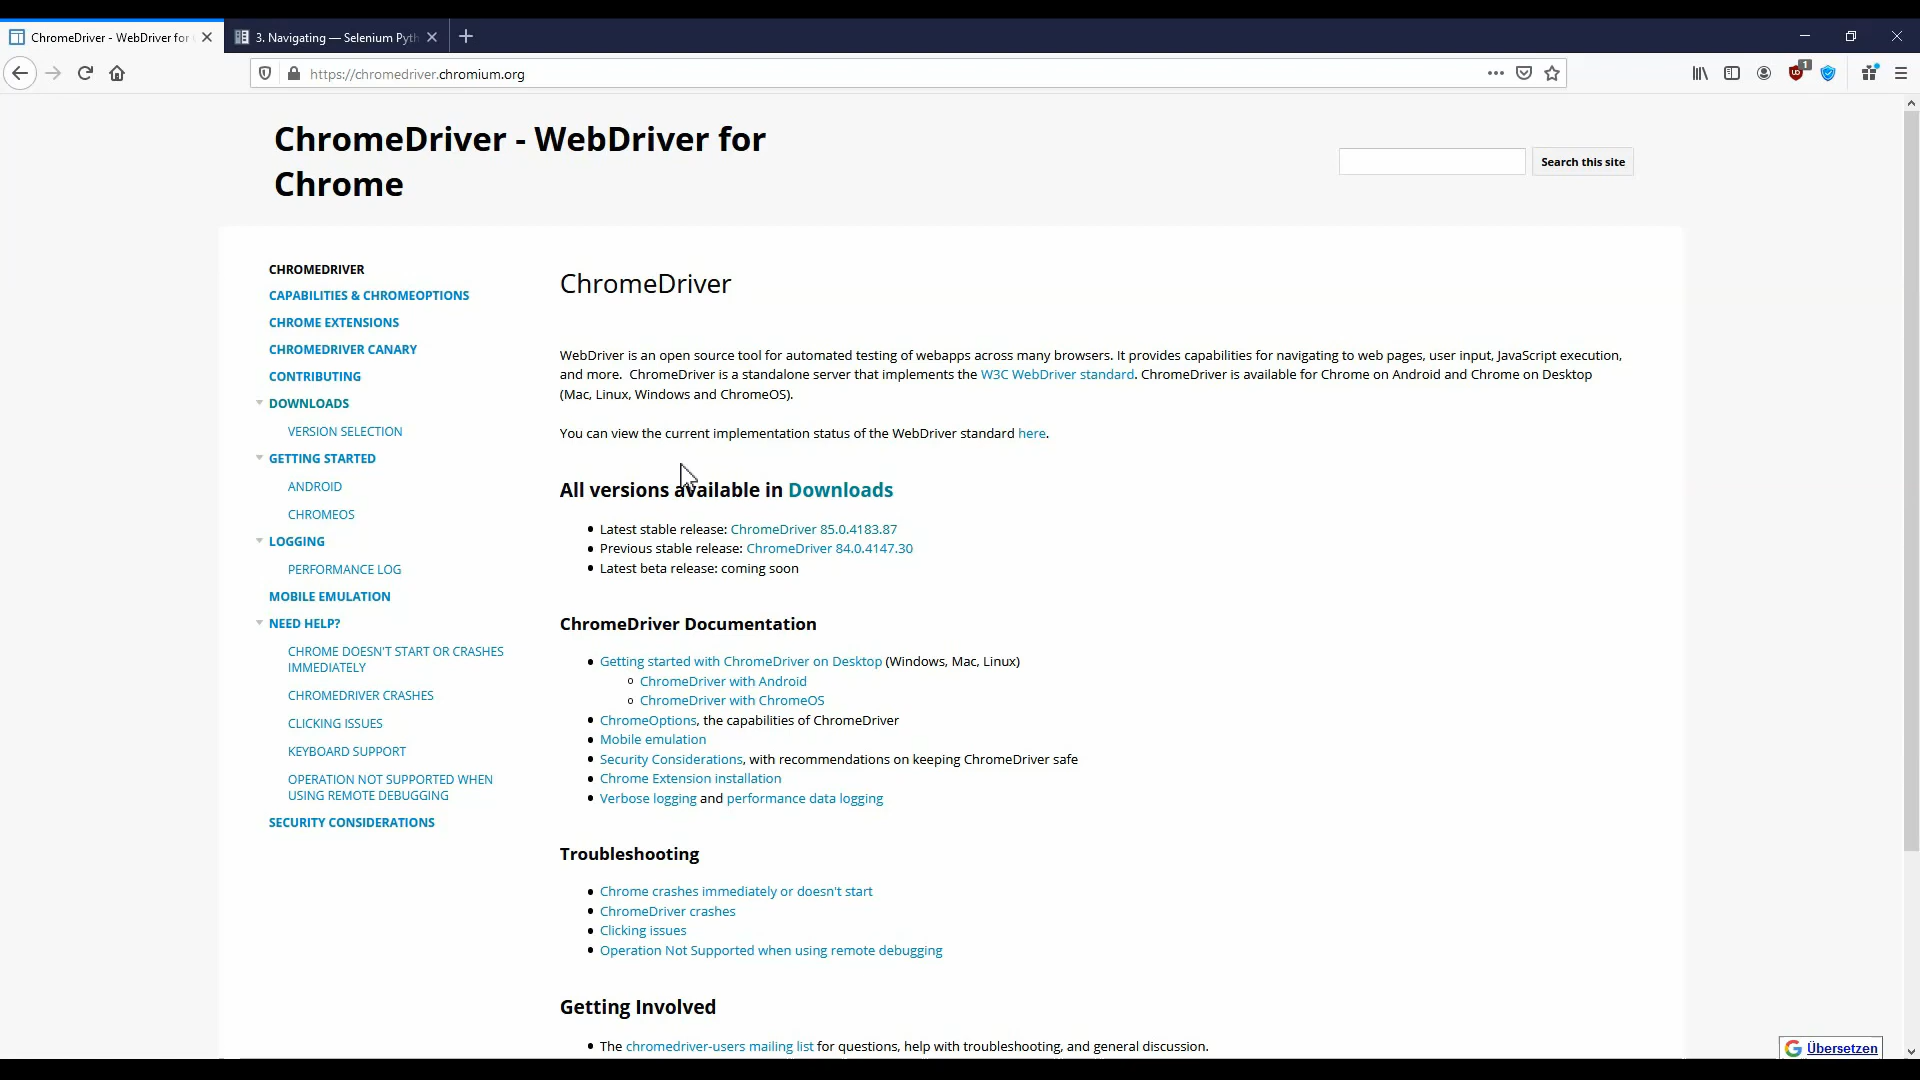 ChromeDriver - WebDriver for
3. Navigating — Selenium Pyth
https://chromedriver.chromium.org
1
ChromeDriver - WebDriver for
Chrome
Search this site
CHROMEDRIVER
CAPABILITIES & CHROMEOPTIONS
CHROME EXTENSIONS
CHROMEDRIVER CANARY
CONTRIBUTING
DOWNLOADS
VERSION SELECTION
GETTING STARTED
ANDROID
CHROMEOS
LOGGING
PERFORMANCE LOG
MOBILE EMULATION
NEED HELP?
CHROME DOESN'T START OR CRASHES
IMMEDIATELY
CHROMEDRIVER CRASHES
CLICKING ISSUES
KEYBOARD SUPPORT
OPERATION NOT SUPPORTED WHEN
USING REMOTE DEBUGGING
SECURITY CONSIDERATIONS
ChromeDriver
WebDriver is an open source tool for automated testing of webapps across many browsers. It provides capabilities for navigating to web pages, user input, JavaScript execution,
and more.  ChromeDriver is a standalone server that implements the W3C WebDriver standard. ChromeDriver is available for Chrome on Android and Chrome on Desktop
(Mac, Linux, Windows and ChromeOS).
You can view the current implementation status of the WebDriver standard here.
All versions available in Downloads
• Latest stable release: ChromeDriver 85.0.4183.87
• Previous stable release: ChromeDriver 84.0.4147.30
• Latest beta release: coming soon
ChromeDriver Documentation
• Getting started with ChromeDriver on Desktop (Windows, Mac, Linux)
o ChromeDriver with Android
o ChromeDriver with ChromeOS
• ChromeOptions, the capabilities of ChromeDriver
• Mobile emulation
• Security Considerations, with recommendations on keeping ChromeDriver safe
• Chrome Extension installation
• Verbose logging and performance data logging
Troubleshooting
• Chrome crashes immediately or doesn't start
• ChromeDriver crashes
• Clicking issues
• Operation Not Supported when using remote debugging
Getting Involved
• The chromedriver-users mailing list for questions, help with troubleshooting, and general discussion.
Übersetzen